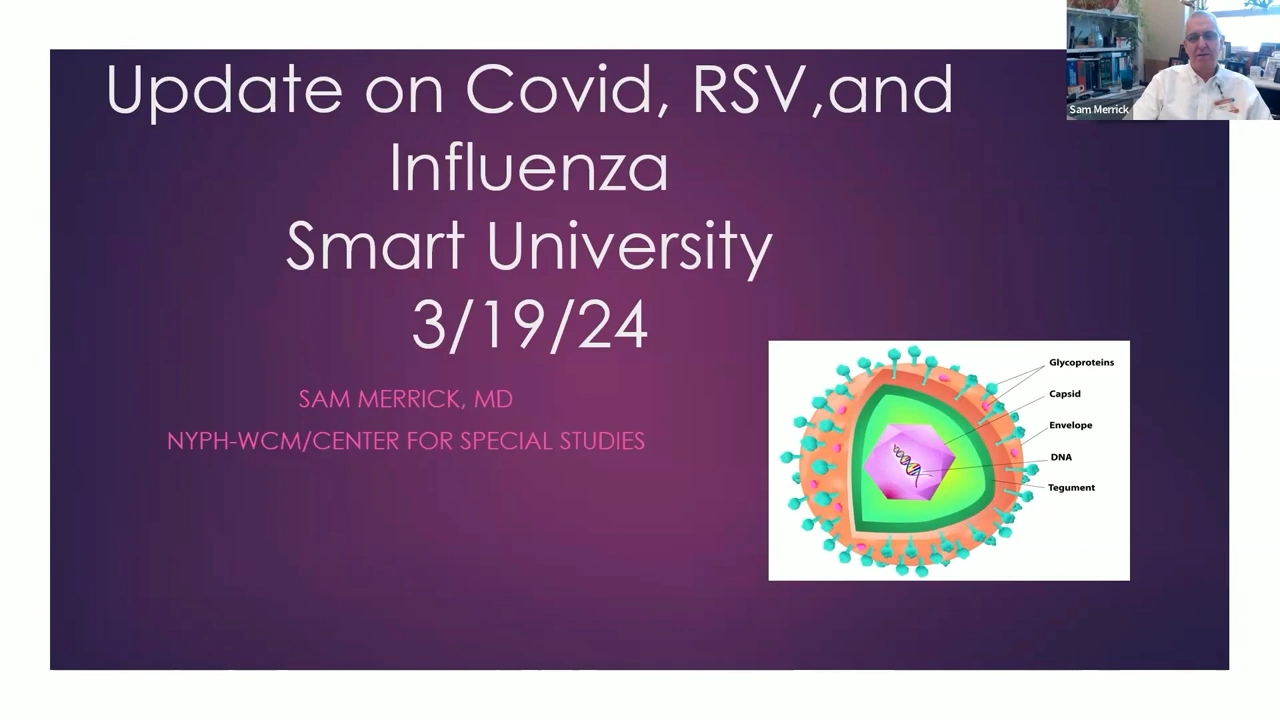 Update on Covid, RSV,and
Influenza
Smart University
3/19/24
SAM MERRICK, MD
NYPH-WCM/CENTER FOR SPECIAL STUDIES
Glycoproteins
Capsid
Envelope
DNA
Tegument
Sam Merrick